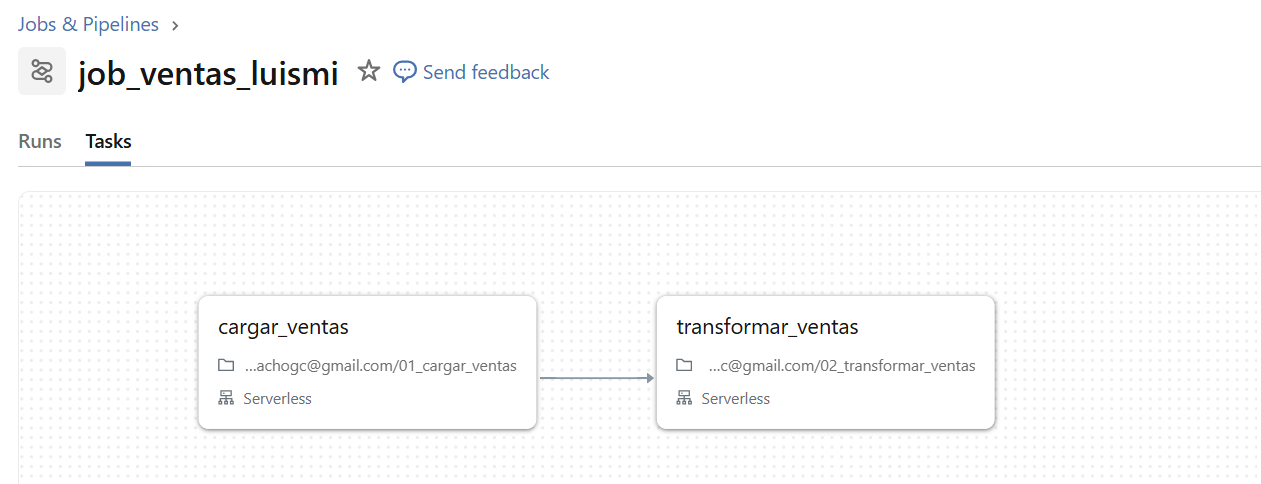 Jobs & Pipelines ›
job_ventas_luismi Send feedback
Runs Tasks
cargar_ventas
...achogc@gmail.com/01_cargar_ventas
Serverless
transformar_ventas
...c@gmail.com/02_transformar_ventas
Serverless